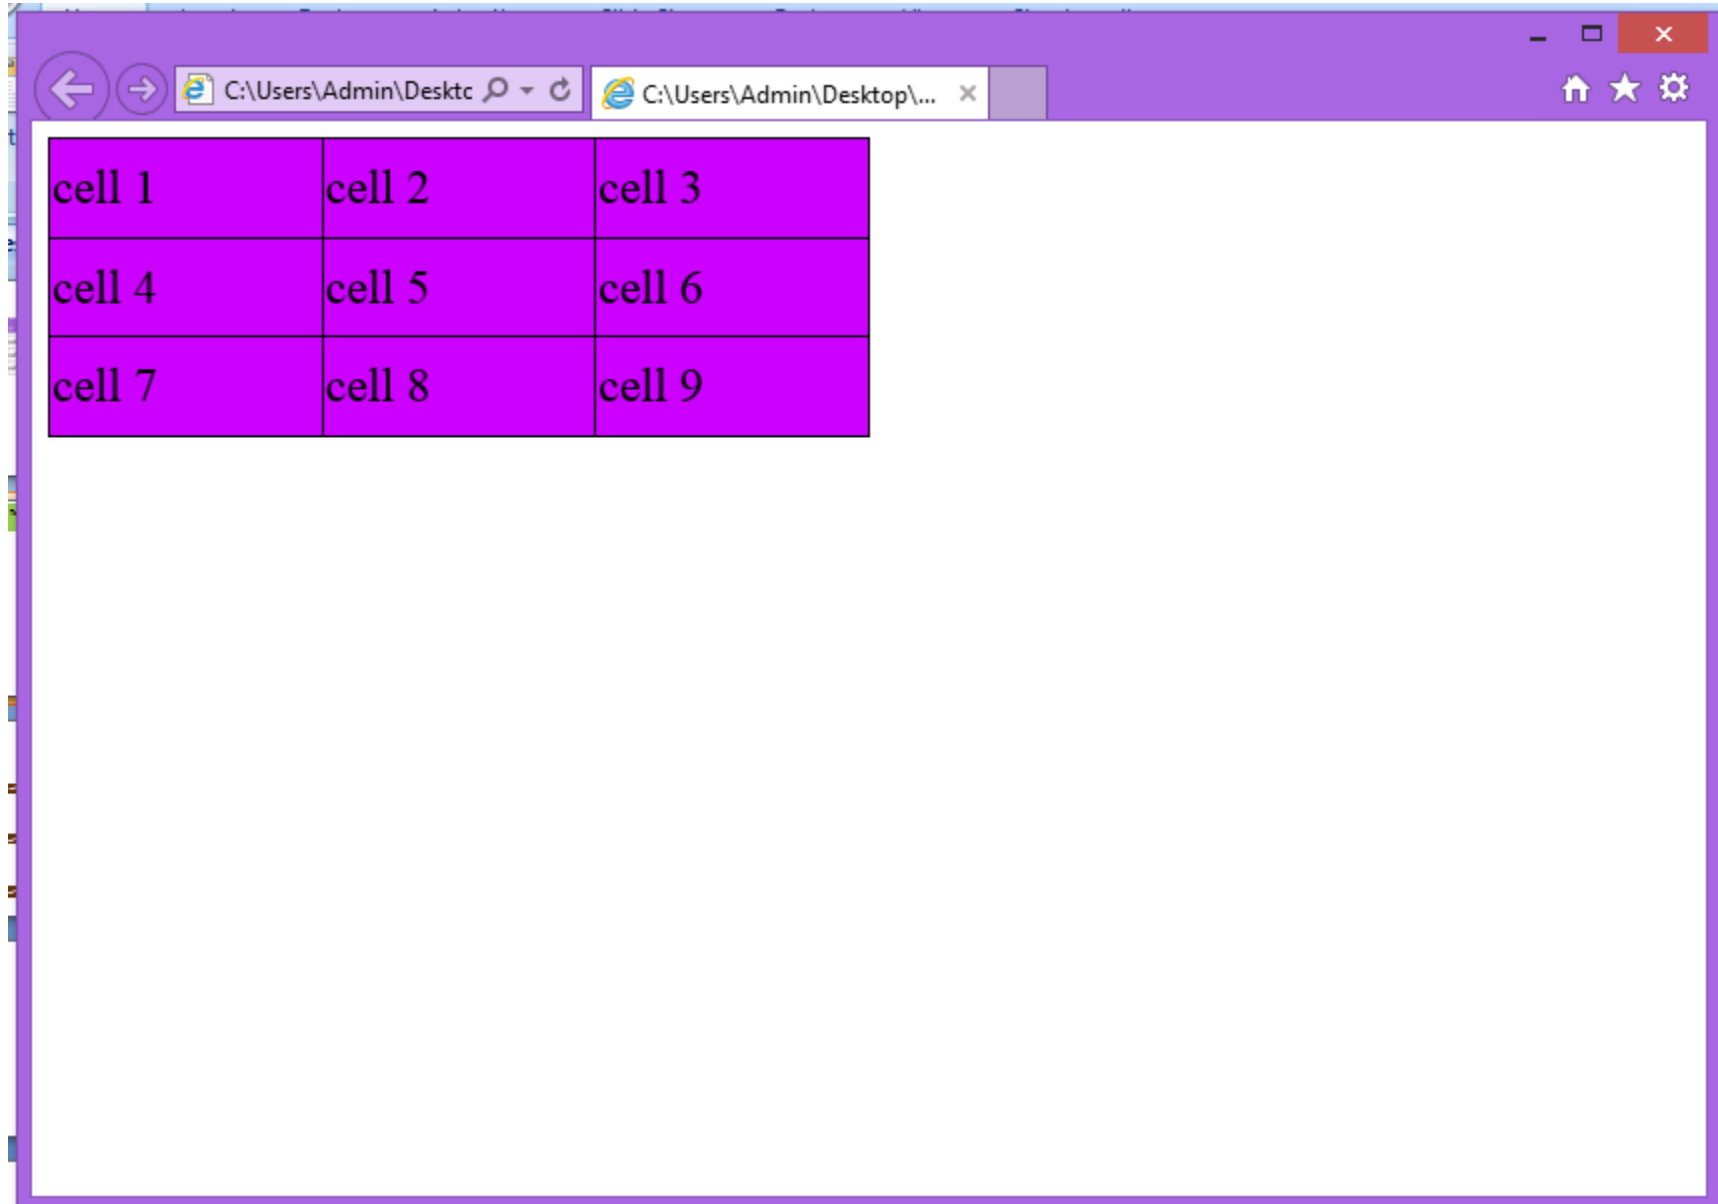 C:\Users\Admin\Desktc
C:\Users\Admin\Desktop\...
cell 1 cell 2 cell 3
cell 4 cell 5 cell 6
cell 7 cell 8 cell 9